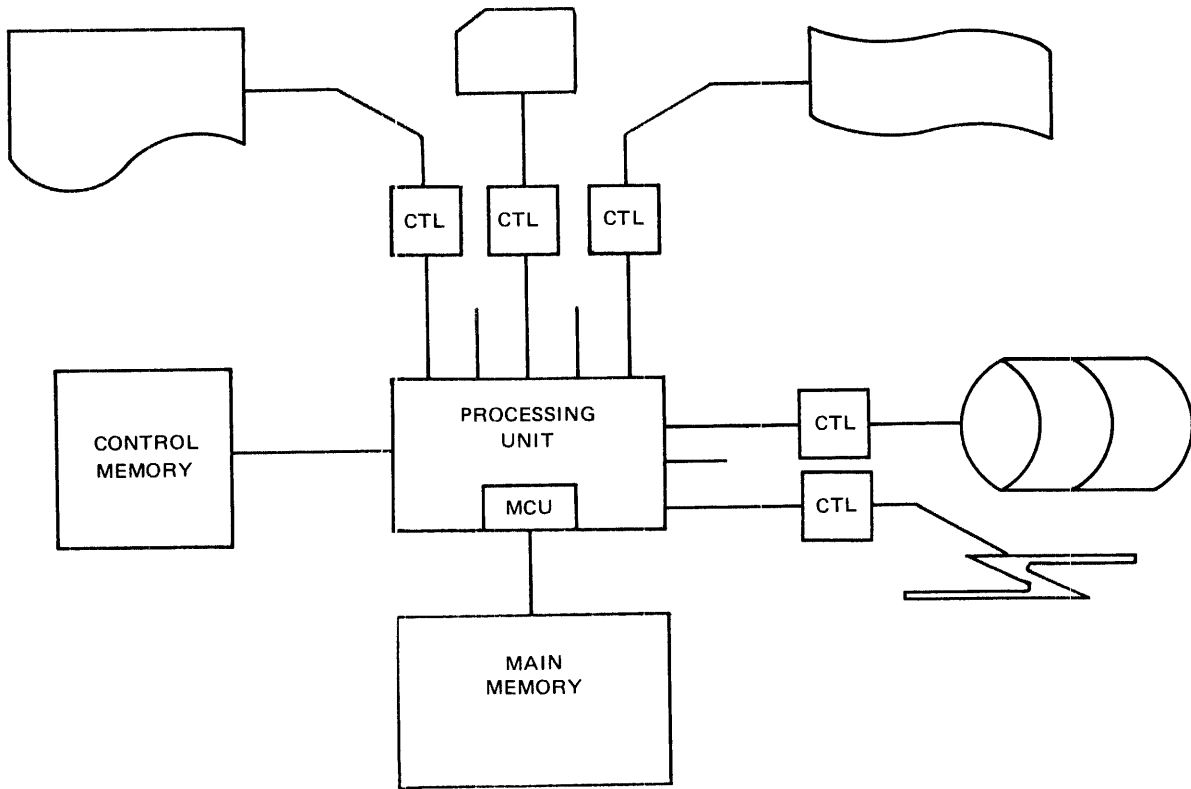 CTL
CTL
CTL
CONTROL
MEMORY
PROCESSING
UNIT
MCU
CTL
CTL
MAIN
MEMORY